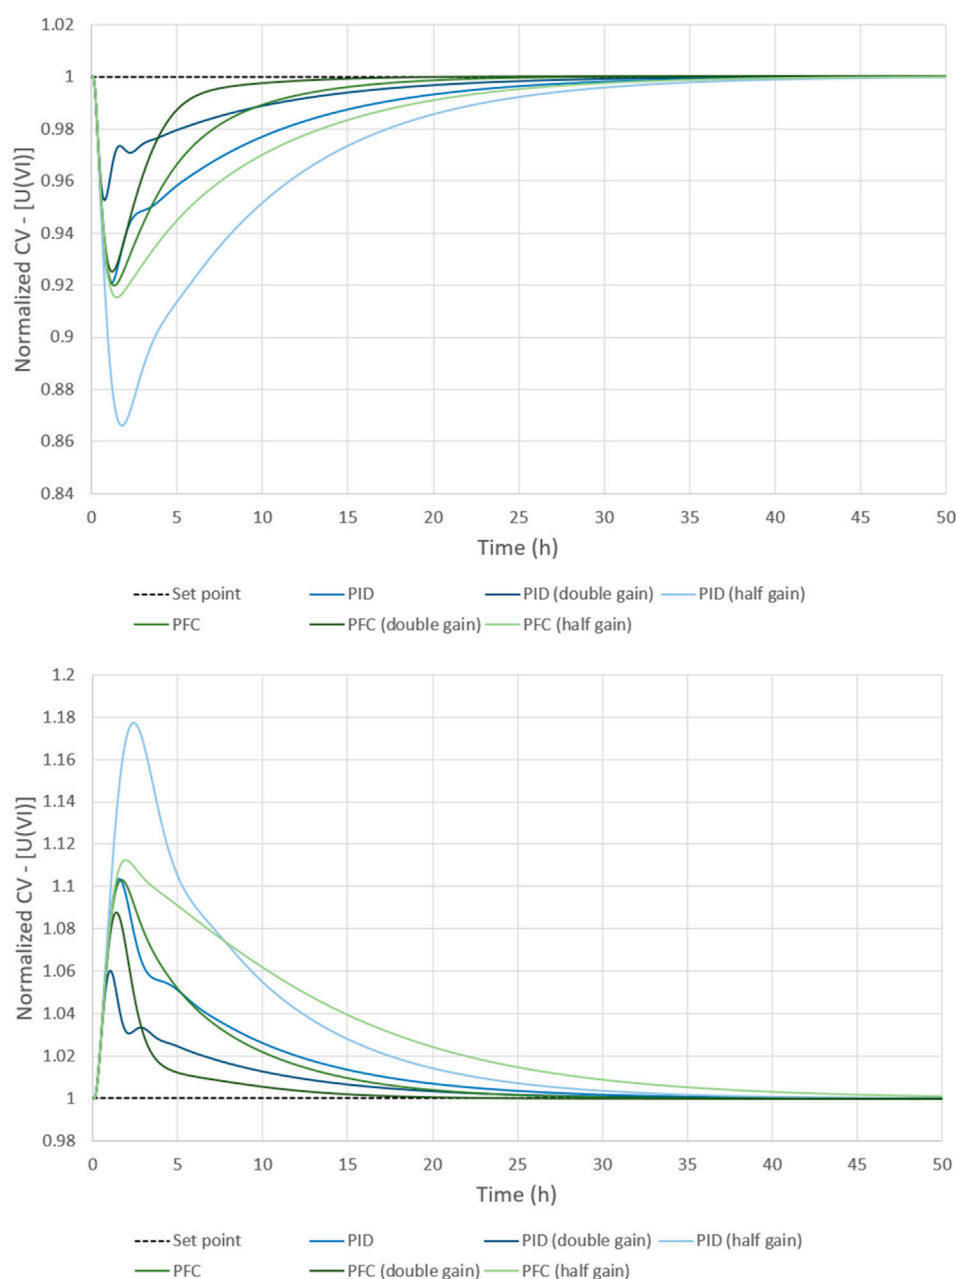 1.02
1
0.98
0.96
0.94
0.92
0.9
0.88
0.86
0.84
Normalized CV - [U(VI)]
0 5 10 15 20 25 30 35 40 45 50
Time (h)
Set point PID PID (double gain) PID (half gain)
PFC PFC (double gain) PFC (half gain)
1.2
1.18
1.16
1.14
1.12
1.1
1.08
1.06
1.04
1.02
1
0.98
Normalized CV - [U(VI)]
0 5 10 15 20 25 30 35 40 45 50
Time (h)
Set point PID PID (double gain) PID (half gain)
PFC PFC (double gain) PFC (half gain)